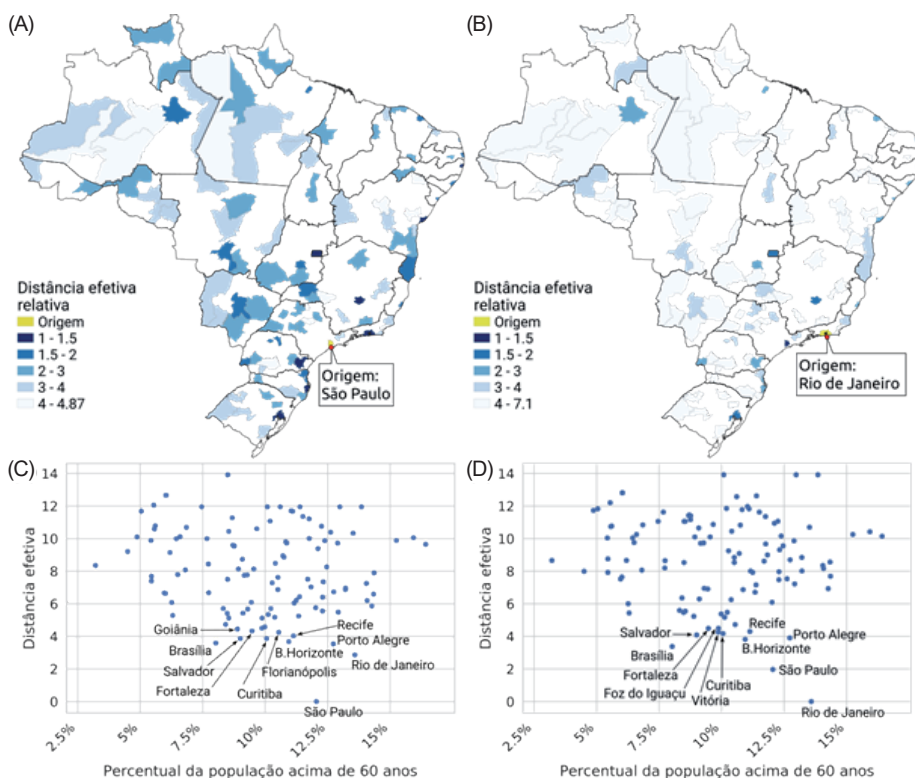 (A)
Distância efetiva
relativa
Origem
1 - 1.5
1.5 - 2
2 - 3
3 - 4
4 - 4.87
Origem:
São Paulo
(B)
Distância efetiva
relativa
Origem
1 - 1.5
1.5 - 2
2 - 3
3 - 4
4 - 7.1
Origem:
Rio de Janeiro
(C)
Distância efetiva
14
12
10
8
6
4
2
0
Goiânia
Brasília
Salvador
Fortaleza
Curitiba
Florianópolis
B.Horizonte
Recife
Porto Alegre
Rio de Janeiro
São Paulo
2.5%
5%
7.5%
10%
12.5%
15%
Percentual da população acima de 60 anos
(D)
Distância efetiva
14
12
10
8
6
4
2
0
Salvador
Brasília
Fortaleza
Foz do Iguaçu
Vitória
Curitiba
B.Horizonte
Recife
Porto Alegre
São Paulo
Rio de Janeiro
2.5%
5%
7.5%
10%
12.5%
15%
Percentual da população acima de 60 anos